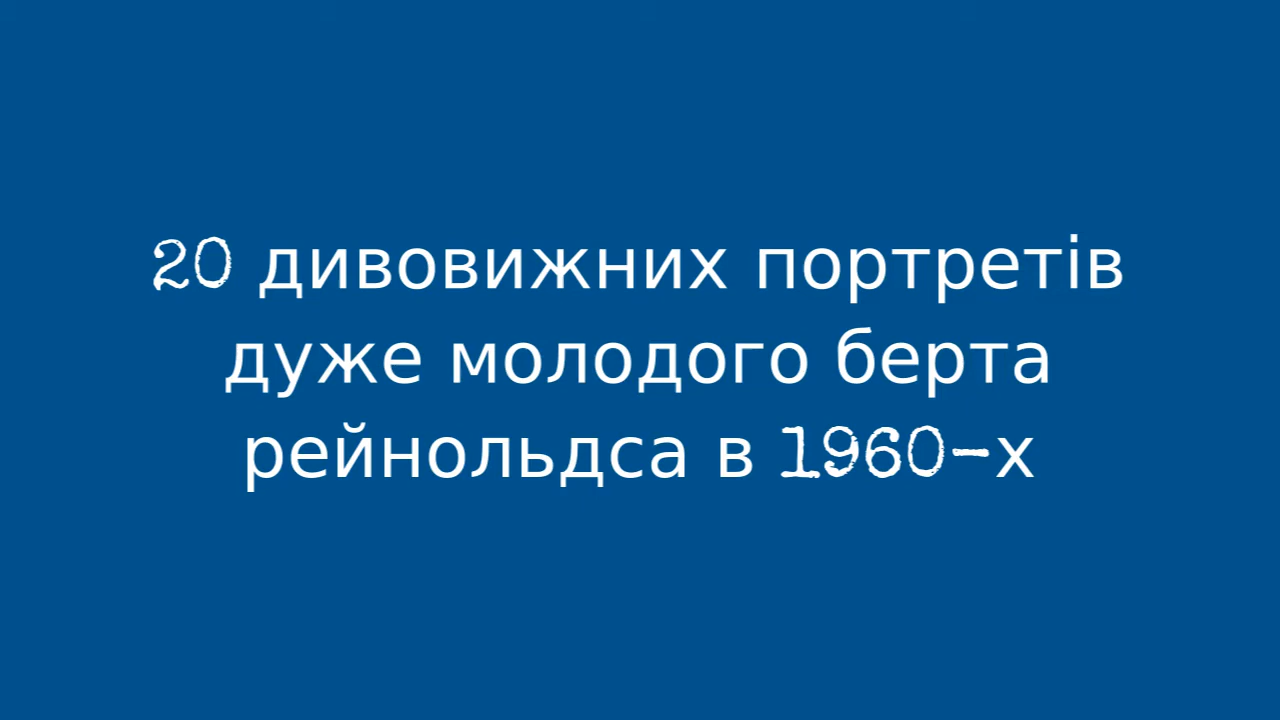 20 дивовижних портретів
дуже молодого берта
рейнольдса в 1960-х